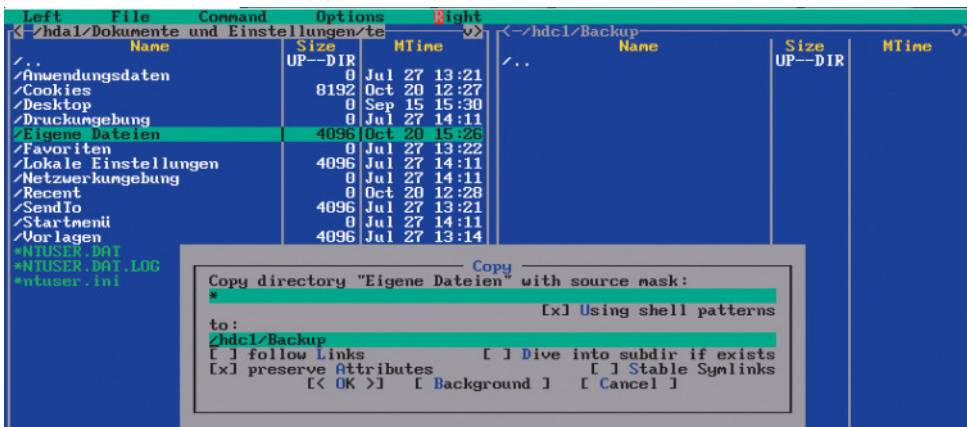 Left File Command Options Right
<-/hda1/Dokumente und Einstellungen/te v> <-/hdc1/Backup v>
Name Size MTime Name Size MTime
/.. UP--DIR /.. UP--DIR
/Anwendungsdaten 0 Jul 27 13:21
/Cookies 8192 Oct 20 12:27
/Desktop 0 Sep 15 15:30
/Druckumgebung 0 Jul 27 14:11
/Eigene Dateien 4096 Oct 20 15:26
/Favoriten 0 Jul 27 13:22
/Lokale Einstellungen 4096 Jul 27 14:11
/Netzwerkumgebung 0 Jul 27 14:11
/Recent 0 Oct 20 12:28
/SendTo 4096 Jul 27 13:21
/Startmenü 0 Jul 27 14:11
/Vorlagen 4096 Jul 27 13:14
*NTUSER.DAT
*NTUSER.DAT.LOG
*ntuser.ini
Copy
Copy directory "Eigene Dateien" with source mask:
*
[x] Using shell patterns
to:
/hdc1/Backup
[ ] follow Links [ ] Dive into subdir if exists
[x] preserve Attributes [ ] Stable Symlinks
[< OK >] [ Background ] [ Cancel ]